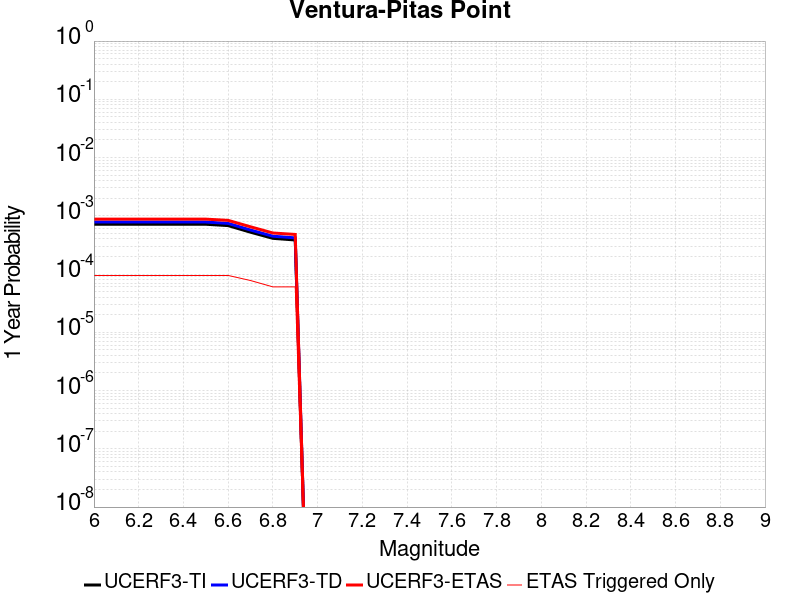 Ventura-Pitas Point
10^0
10^-1
10^-2
10^-3
10^-4
10^-5
10^-6
10^-7
10^-8
1 Year Probability
6 6.2 6.4 6.6 6.8 7 7.2 7.4 7.6 7.8 8 8.2 8.4 8.6 8.8 9
Magnitude
UCERF3-TI UCERF3-TD UCERF3-ETAS ETAS Triggered Only